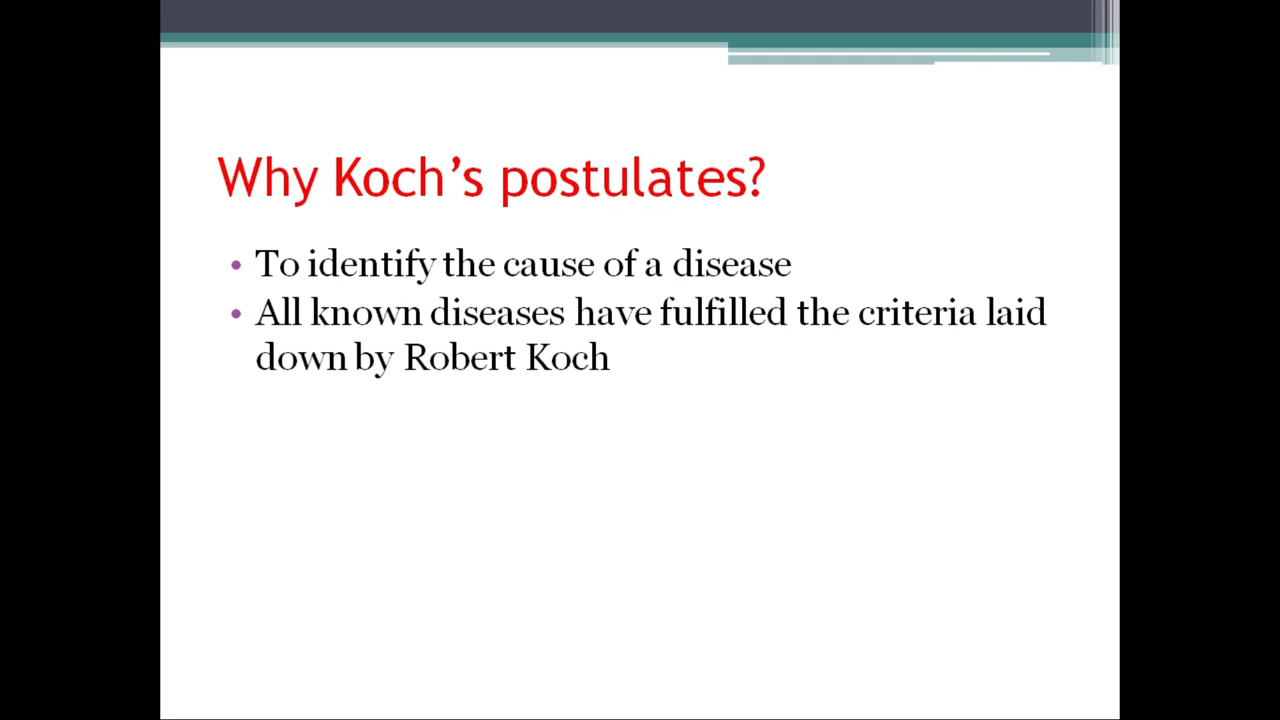 Why Koch’s postulates?
• To identify the cause of a disease
• All known diseases have fulfilled the criteria laid
down by Robert Koch